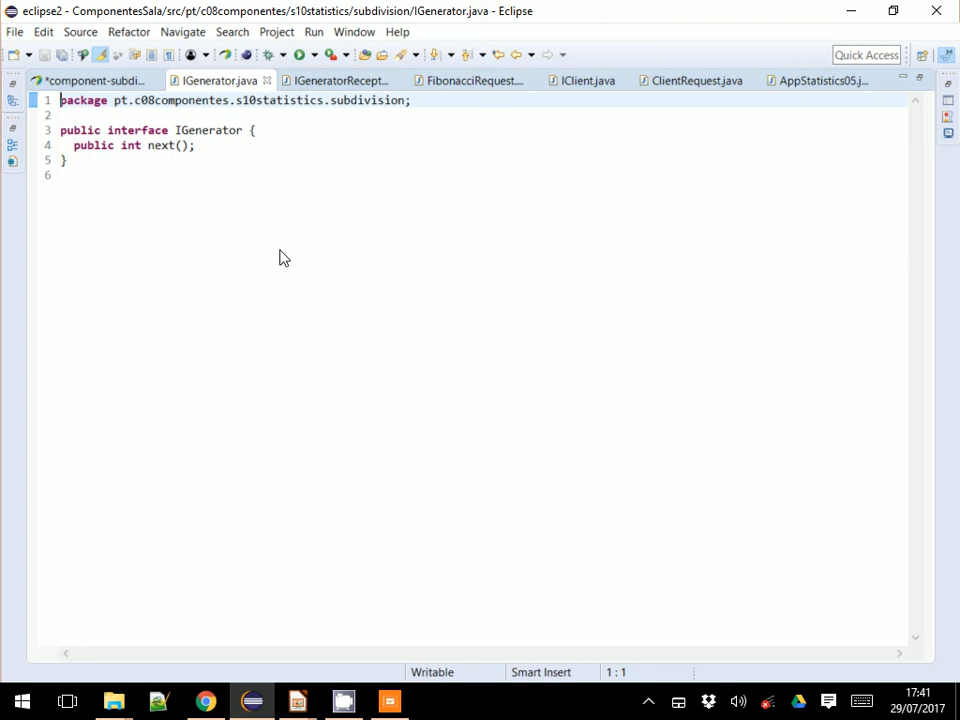 eclipse2 - ComponentesSala/src/pt/c08componentes/s10statistics/subdivision/IGenerator.java - Eclipse
File Edit Source Refactor Navigate Search Project Run Window Help
Quick Access
*component-subdi... IGenerator.java IGeneratorRecept... FibonacciRequest... IClient.java ClientRequest.java AppStatistics05.j...
1 package pt.c08componentes.s10statistics.subdivision;
2
3 public interface IGenerator {
4 public int next();
5 }
6
Writable Smart Insert 1 : 1
17:41
29/07/2017